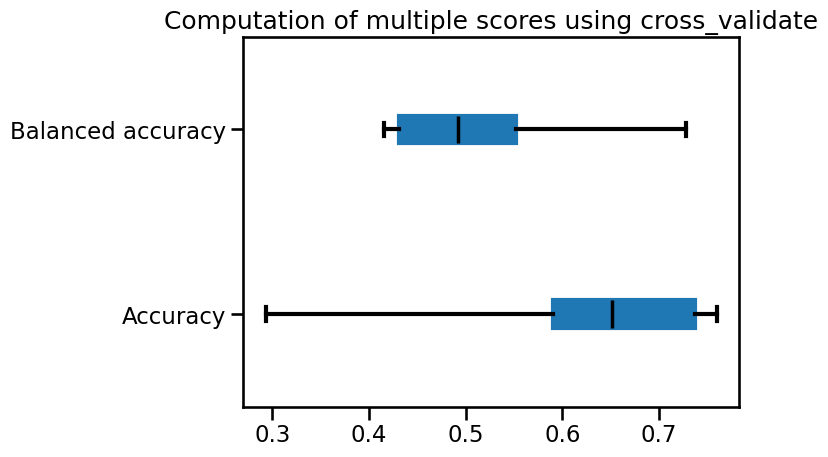 Computation of multiple scores using cross_validate
Balanced accuracy
Accuracy
0.3 0.4 0.5 0.6 0.7